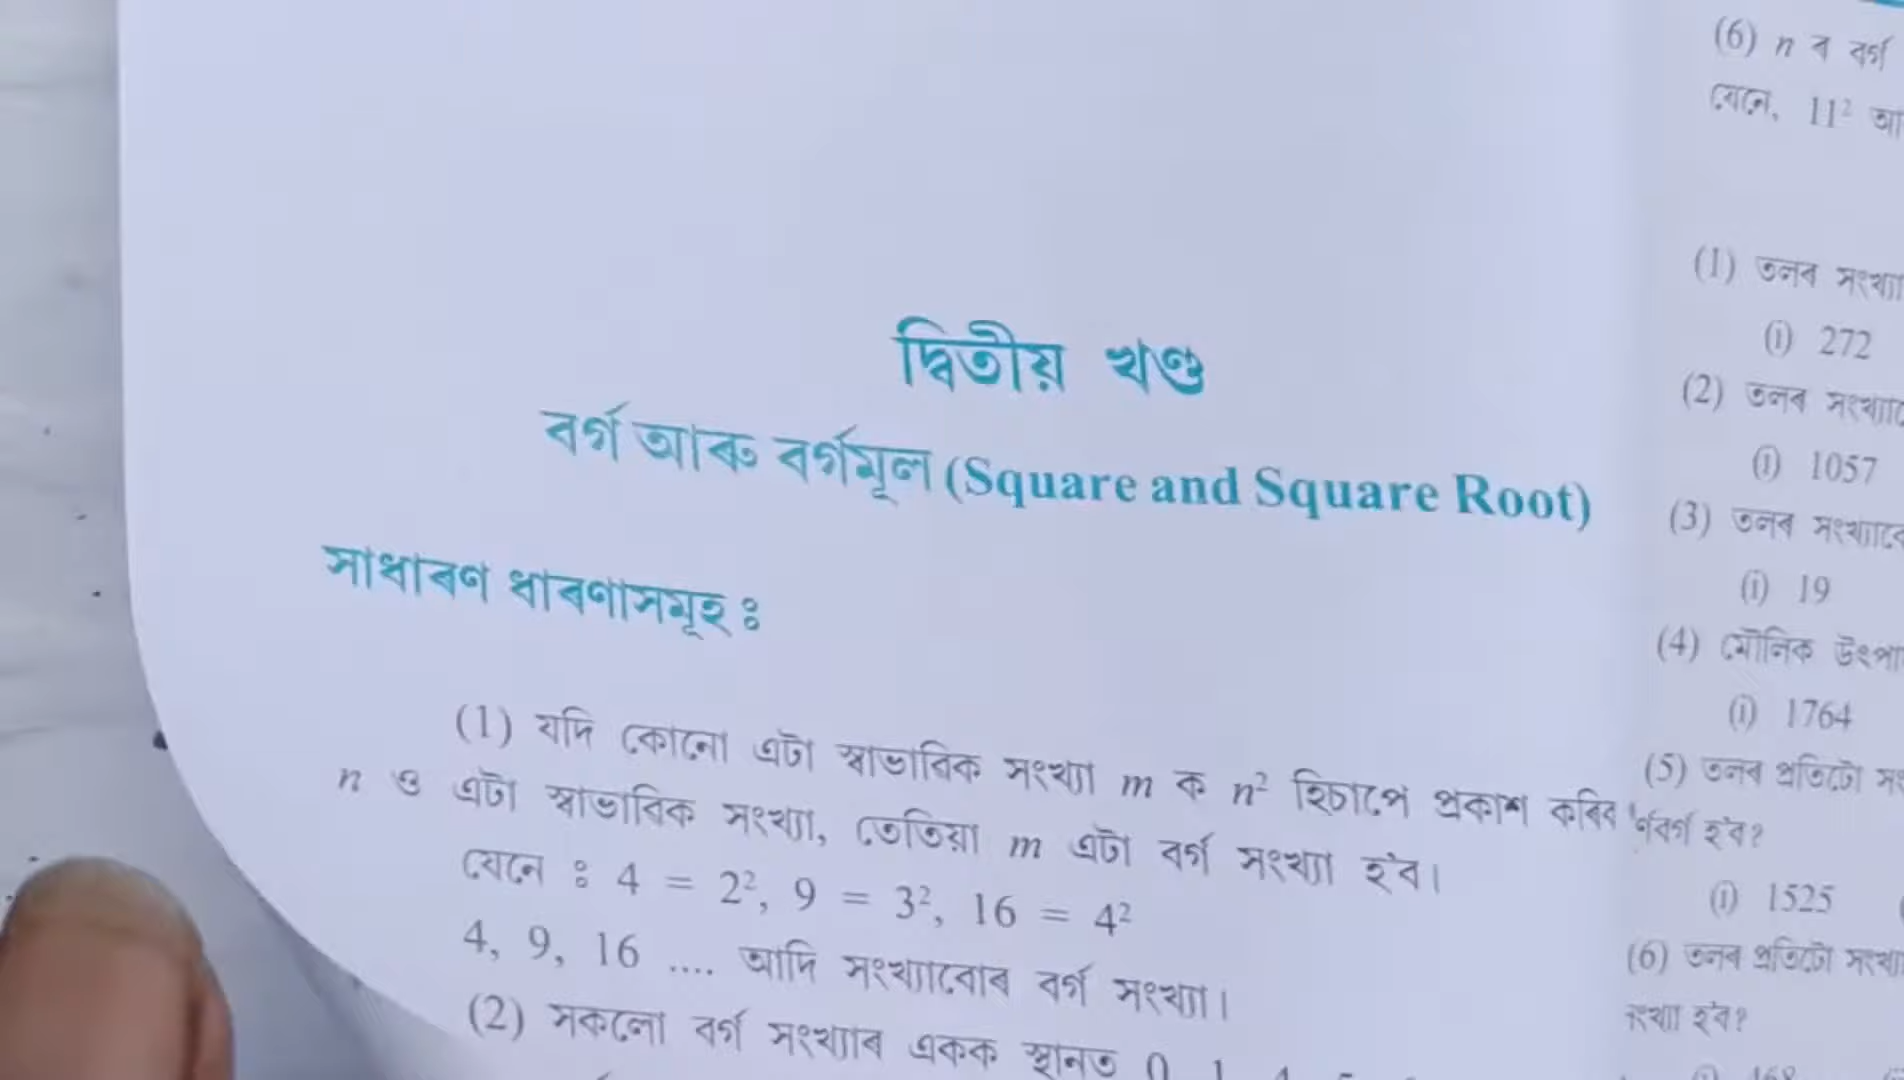 দ্বিতীয় খণ্ড
বৰ্গ আৰু বৰ্গমূল (Square and Square Root)
সাধাৰণ ধাৰণাসমূহ ঃ
(1) যদি কোনো এটা স্বাভাবিক সংখ্যা m ক n² হিচাপে প্ৰকাশ কৰিব
n ও এটা স্বাভাবিক সংখ্যা, তেতিয়া m এটা বৰ্গ সংখ্যা হ'ব।
যেনে ঃ 4 = 2², 9 = 3², 16 = 4²
4, 9, 16 .... আদি সংখ্যাবোৰ বৰ্গ সংখ্যা।
(2) সকলো বৰ্গ সংখ্যাৰ একক স্থানত 0
(6) n ৰ বৰ্গ
যেনে, 11²
(1) তলৰ সংখ্যা
(i) 272
(2) তলৰ
(i) 1057
(3) তলৰ
(i) 19
(4) মৌলিক
(i) 1764
(5) তলৰ প্ৰতিটো
হ'ব?
(i) 1525
(6) তলৰ প্ৰতিটো সংখ্যা
হ'ব?